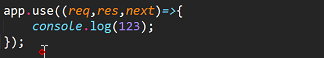 app.use((req,res,next)=>{
    console.log(123);
});